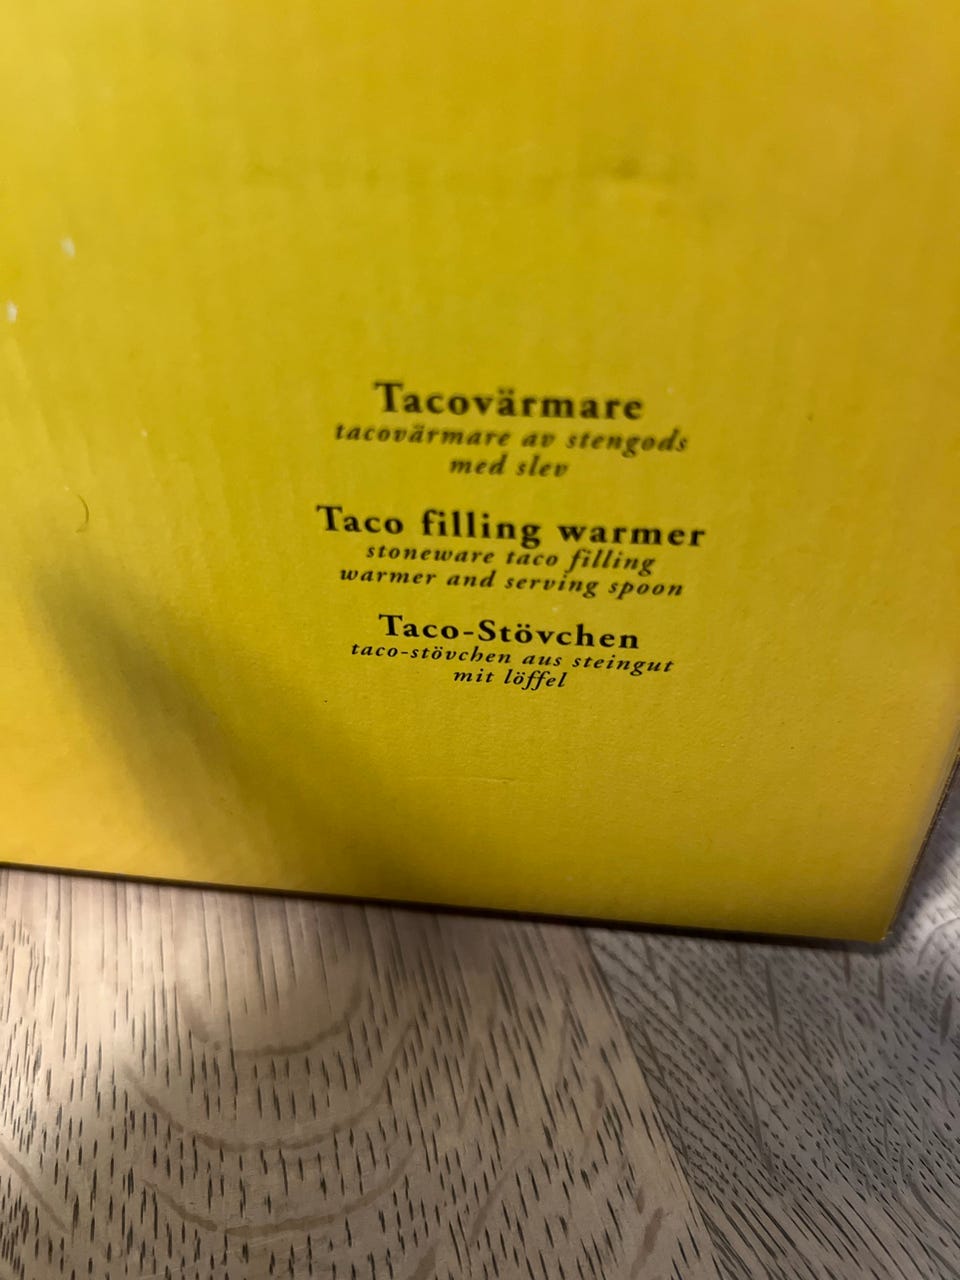 Tacovärmare
tacovärmare av stengods
med slev
Taco filling warmer
stoneware taco filling
warmer and serving spoon
Taco-Stövchen
taco-stövchen aus steingut
mit löffel